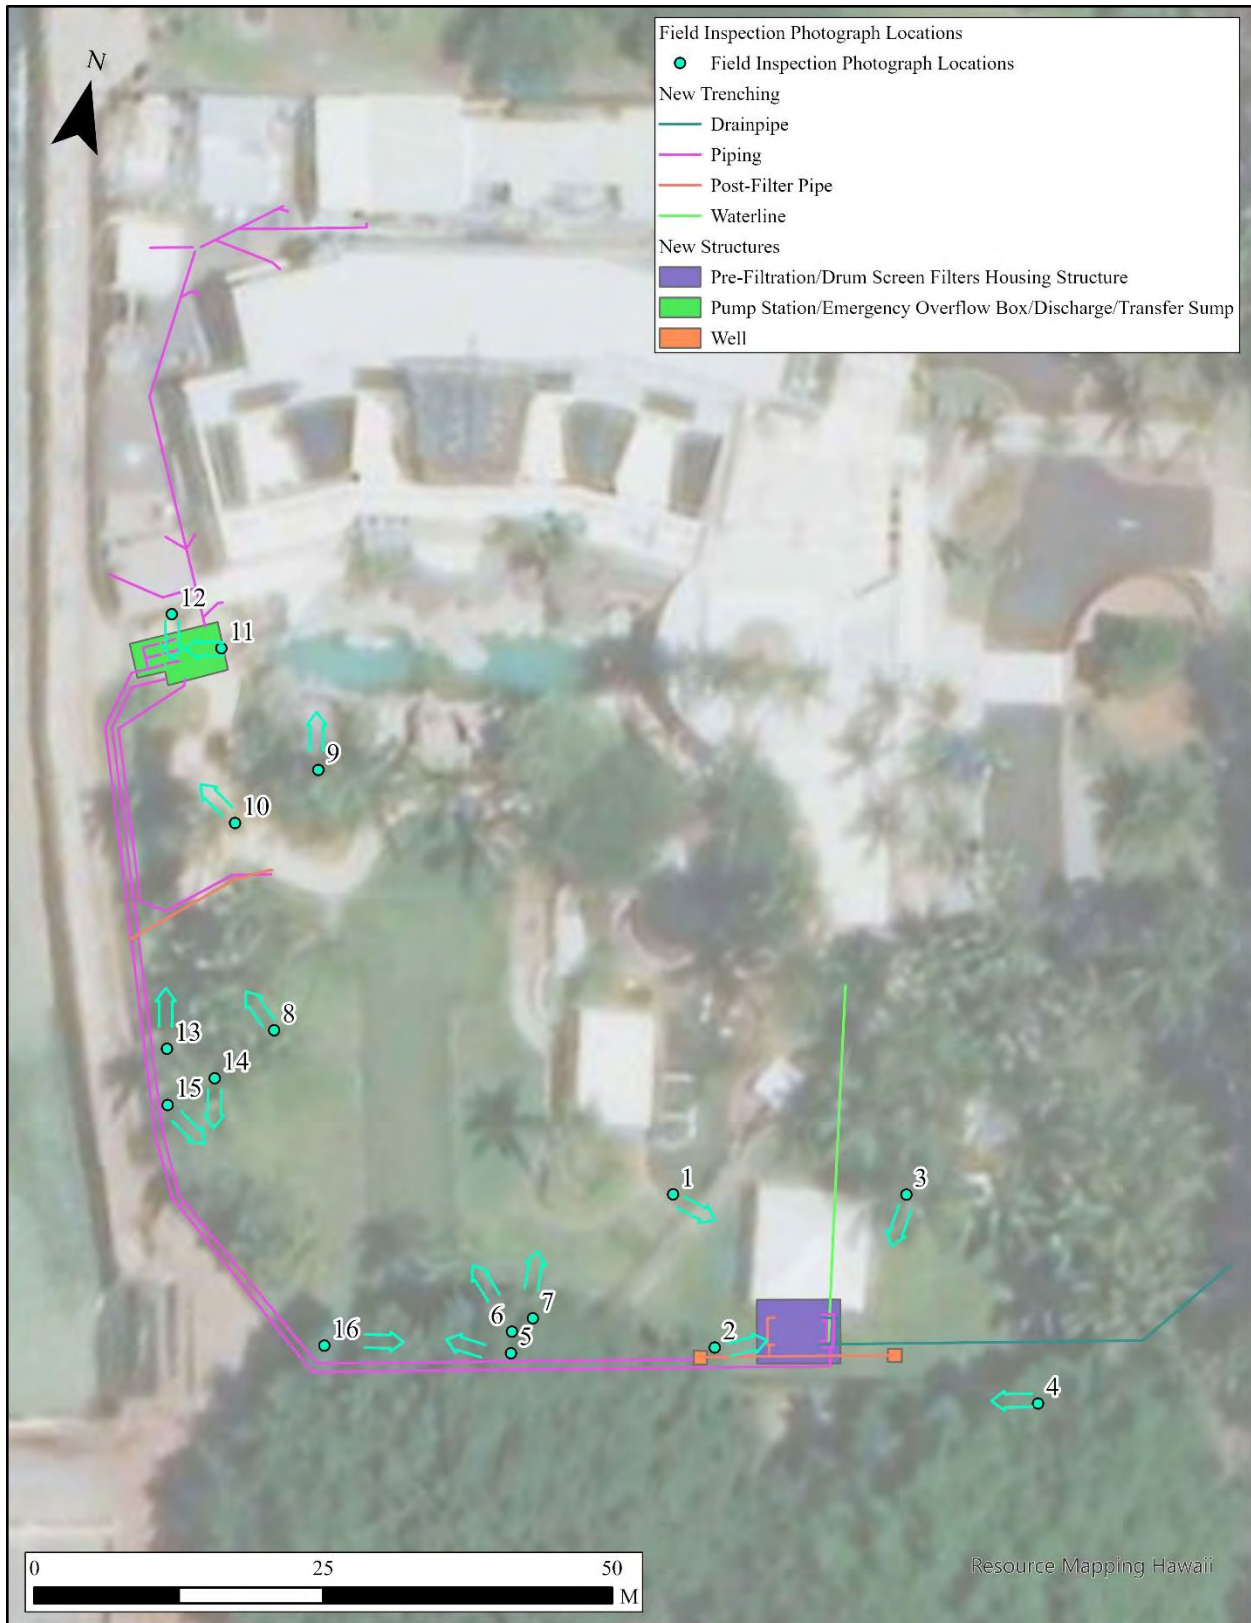 N
Field Inspection Photograph Locations
Field Inspection Photograph Locations
New Trenching
Drainpipe
Piping
Post-Filter Pipe
Waterline
New Structures
Pre-Filtration/Drum Screen Filters Housing Structure
Pump Station/Emergency Overflow Box/Discharge/Transfer Sump
Well
12
11
9
10
8
13
14
15
1
3
7
6
16
5
2
4
0 25 50
M
Resource Mapping Hawaii